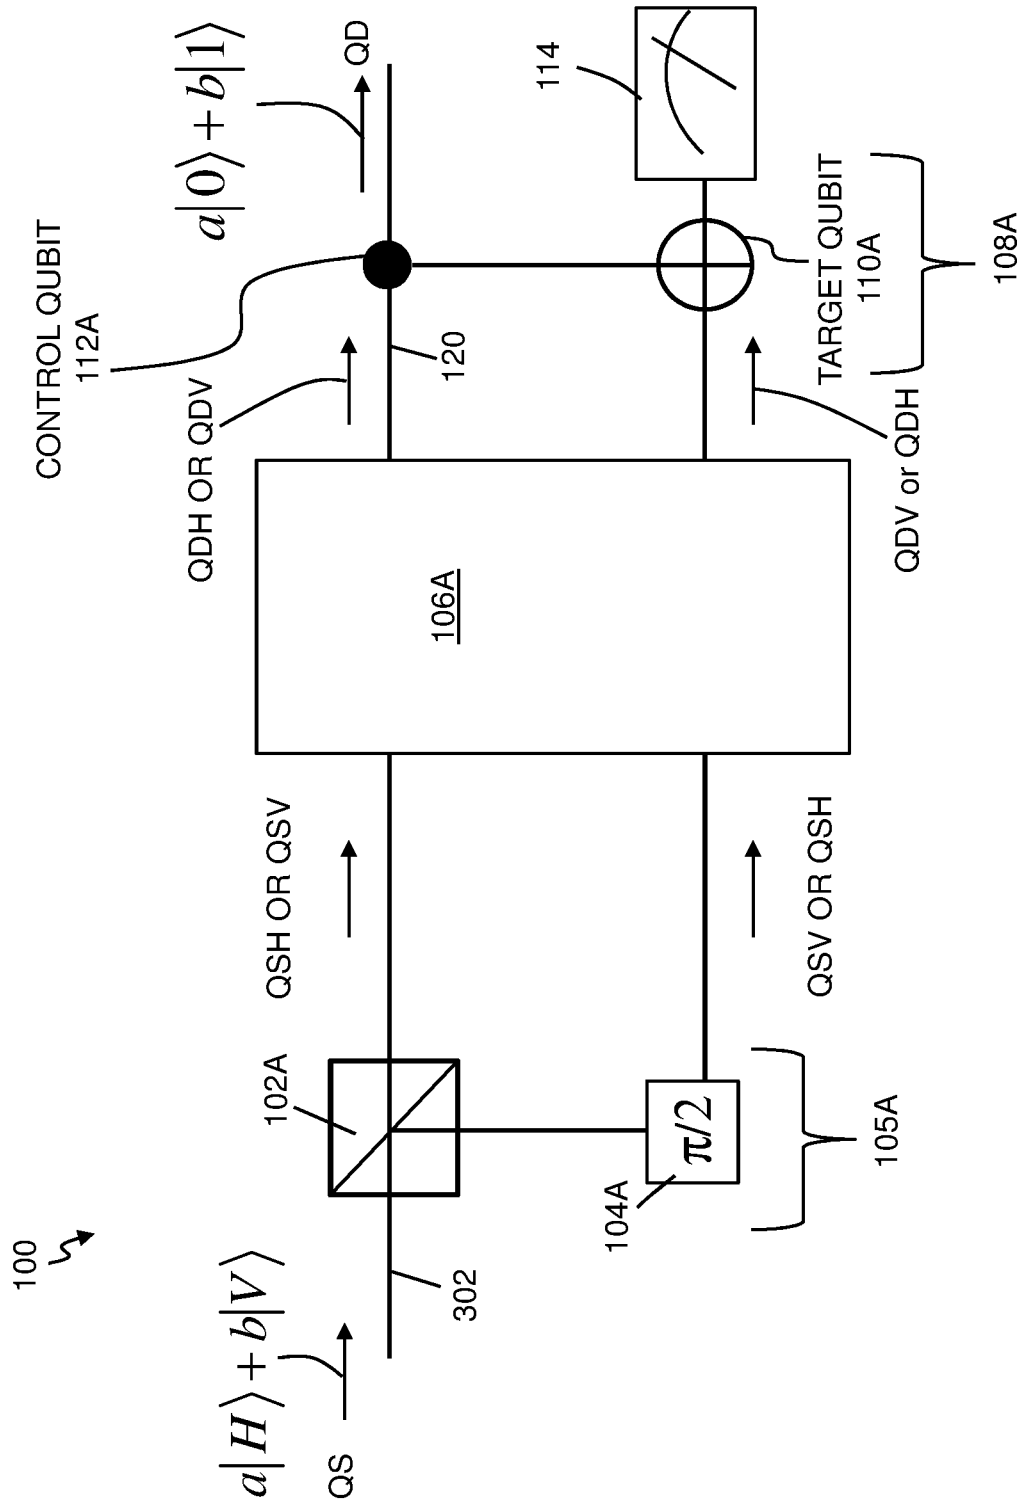 100
a|H⟩+b|V⟩
QS
302
102A
104A
π/2
105A
QSH OR QSV
QSV OR QSH
106A
QDH OR QDV
QDV or QDH
120
CONTROL QUBIT
112A
a|0⟩+b|1⟩
QD
114
TARGET QUBIT
110A
108A